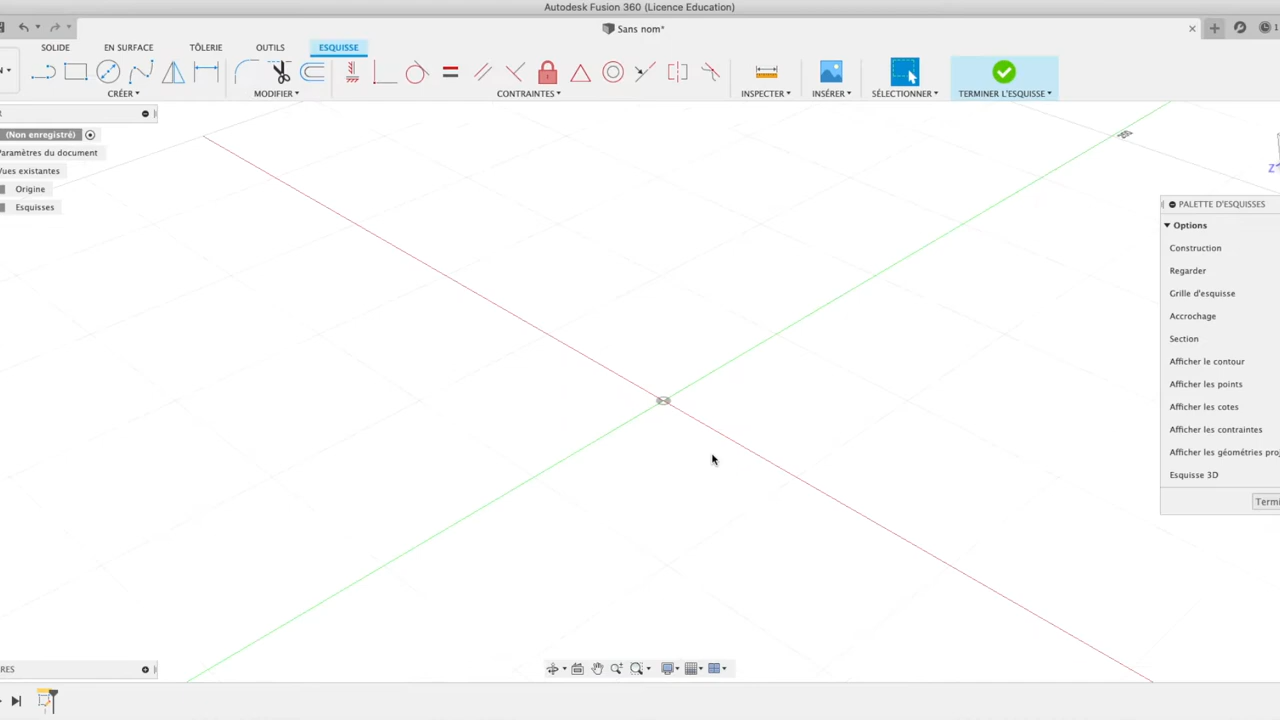 Autodesk Fusion 360 (Licence Education)
Sans nom*
1
SOLIDE
EN SURFACE
TÔLERIE
OUTILS
ESQUISSE
CRÉER
MODIFIER
CONTRAINTES
INSPECTER
INSÉRER
SÉLECTIONNER
TERMINER L'ESQUISSE
(Non enregistré)
Paramètres du document
Vues existantes
Origine
Esquisses
Z
PALETTE D'ESQUISSES
Options
Construction
Regarder
Grille d'esquisse
Accrochage
Section
Afficher le contour
Afficher les points
Afficher les cotes
Afficher les contraintes
Afficher les géométries proj
Esquisse 3D
Termi
RES